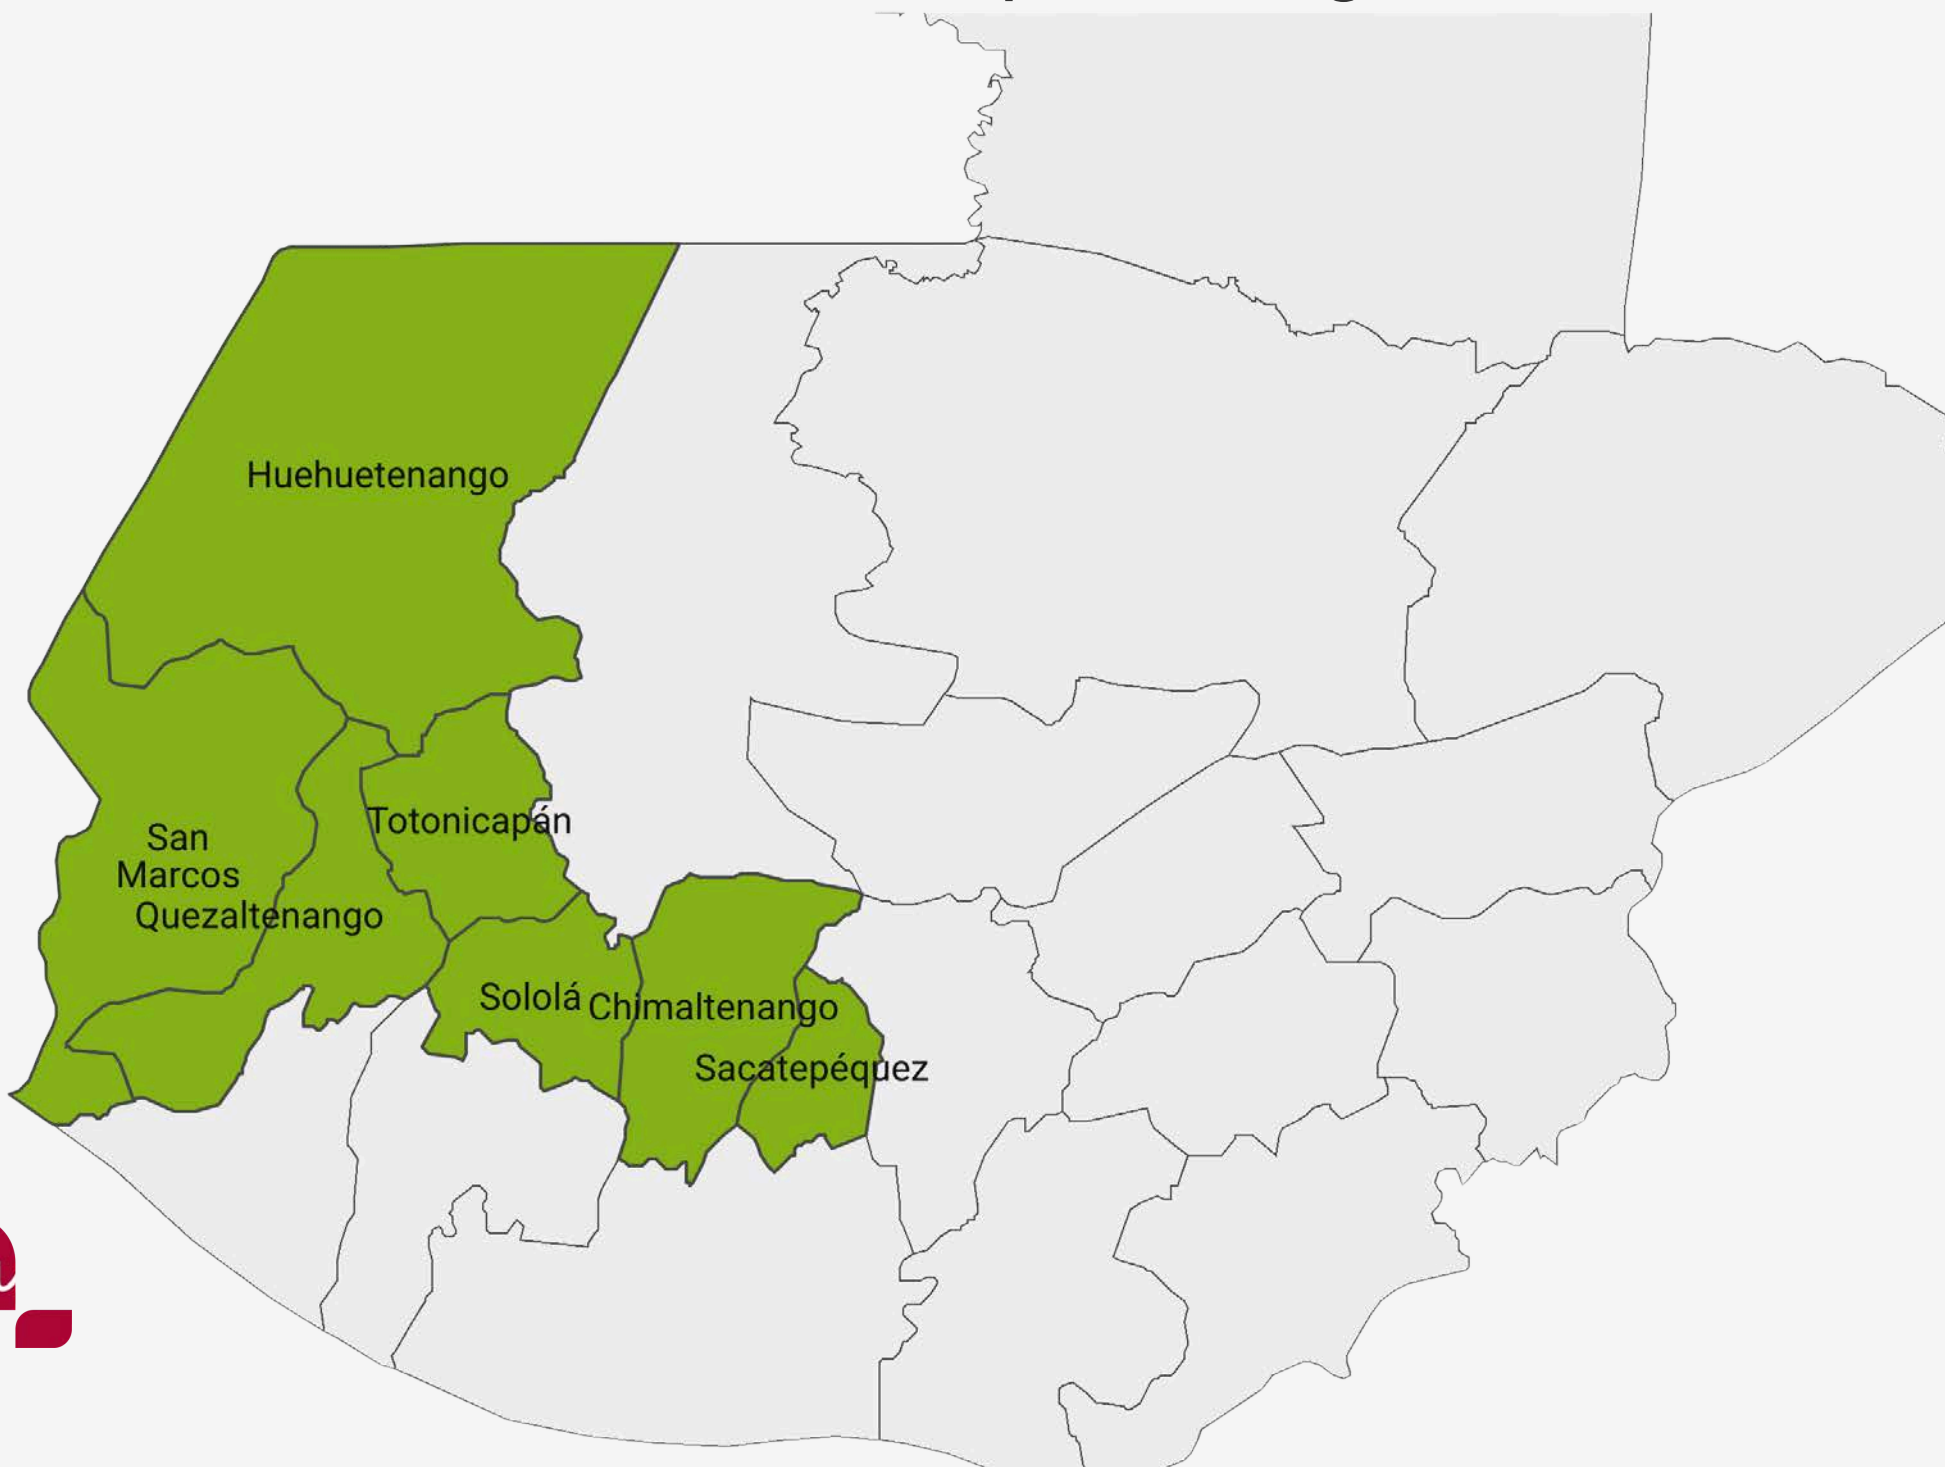 Huehuetenango
Totonicapán
San
Marcos
Quezaltenango
Sololá
Chimaltenango
Sacatepéquez